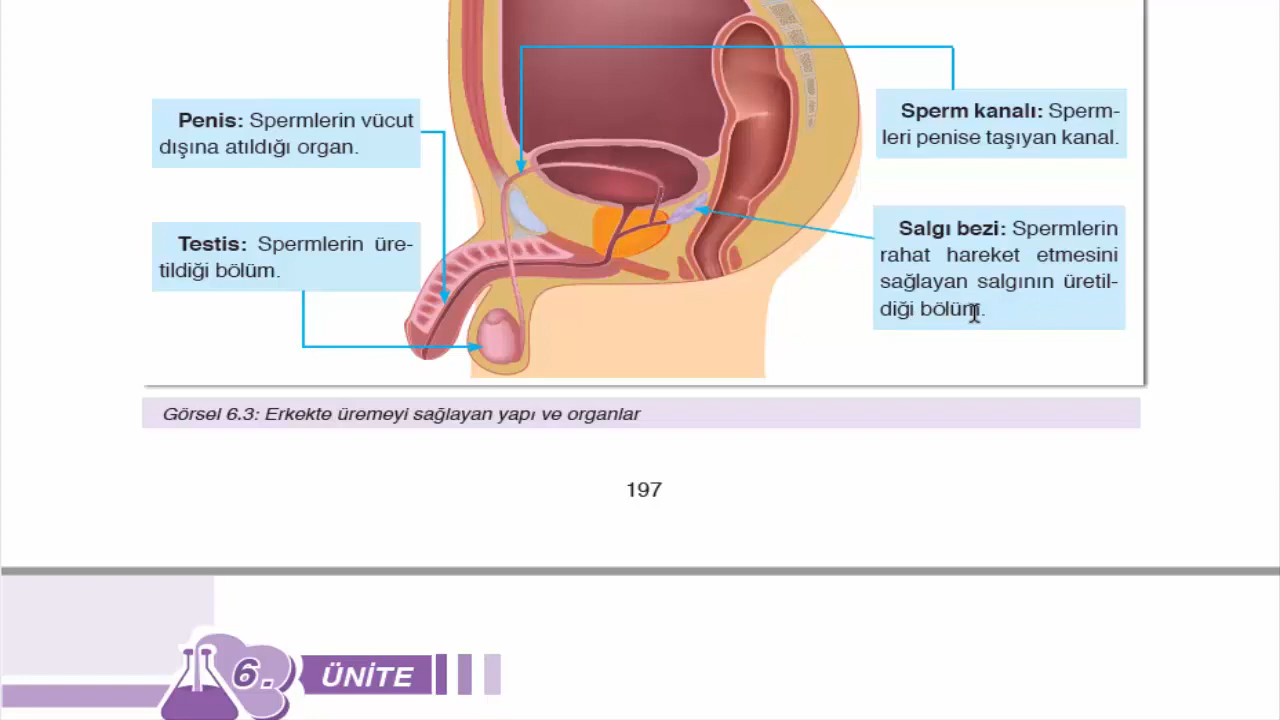 Penis: Spermlerin vücut
dışına atıldığı organ.
Testis: Spermlerin üre-
tildiği bölüm.
Sperm kanalı: Sperm-
leri penise taşıyan kanal.
Salgı bezi: Spermlerin
rahat hareket etmesini
sağlayan salgının üretil-
diği bölüm.
Görsel 6.3: Erkekte üremeyi sağlayan yapı ve organlar
197
6. ÜNİTE